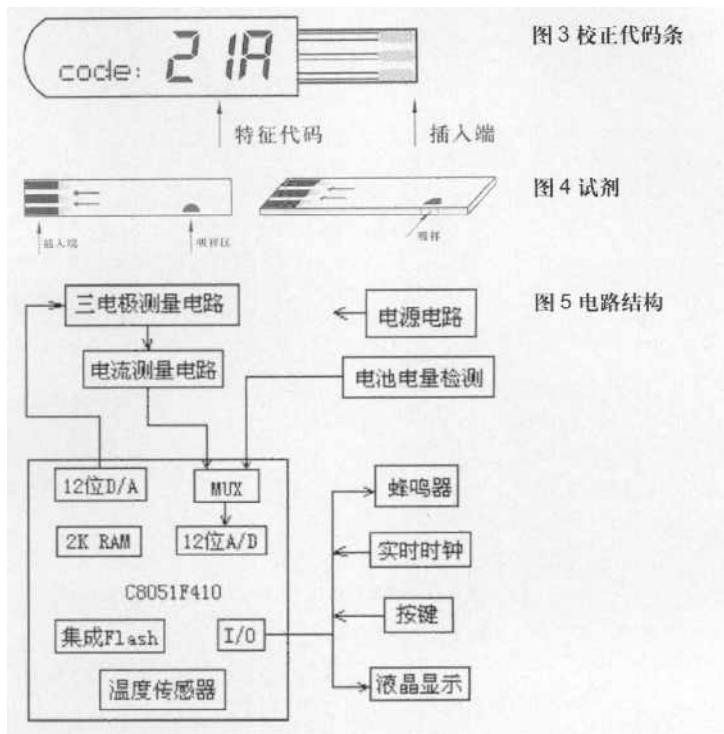 图3校正代码条
code: 21A
特征代码
插入端
图4试剂
插入端
吸样区
吸样
图5电路结构
三电极测量电路
电源电路
电流测量电路
电池电量检测
12位D/A
MUX
蜂鸣器
2K RAM
12位A/D
实时时钟
C8051F410
按键
集成Flash
I/O
液晶显示
温度传感器